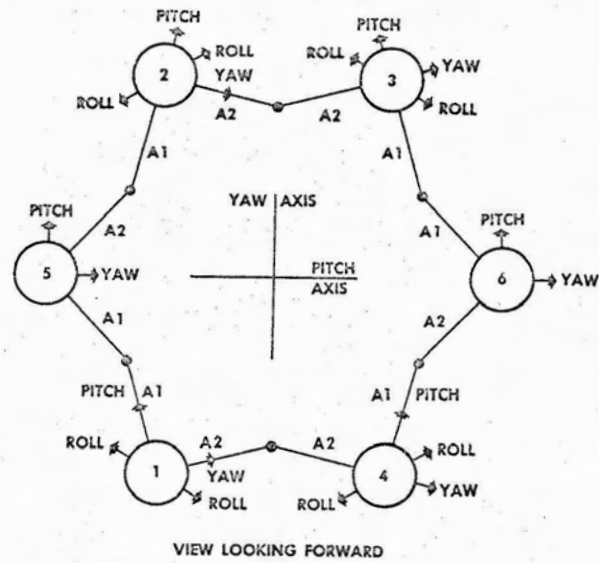 PITCH
PITCH
ROLL
ROLL
2
YAW
3
YAW
ROLL
A2
A2
ROLL
A1
A1
PITCH
YAW AXIS
PITCH
A2
A1
5
YAW
PITCH
AXIS
6
YAW
A1
A2
PITCH
A1
A1
PITCH
ROLL
A2
A2
ROLL
1
YAW
4
YAW
ROLL
ROLL
VIEW LOOKING FORWARD